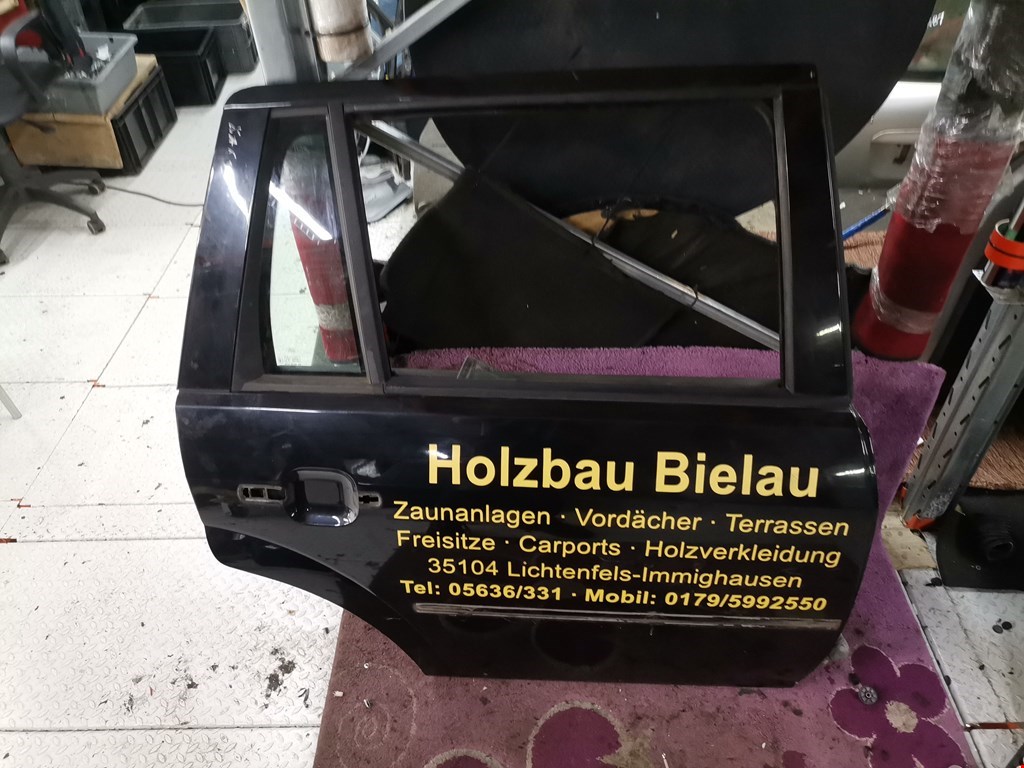 Holzbau Bielau
Zaunanlagen · Vordächer · Terrassen
Freisitze · Carports · Holzverkleidung
35104 Lichtenfels-Immighausen
Tel: 05636/331 · Mobil: 0179/5992550